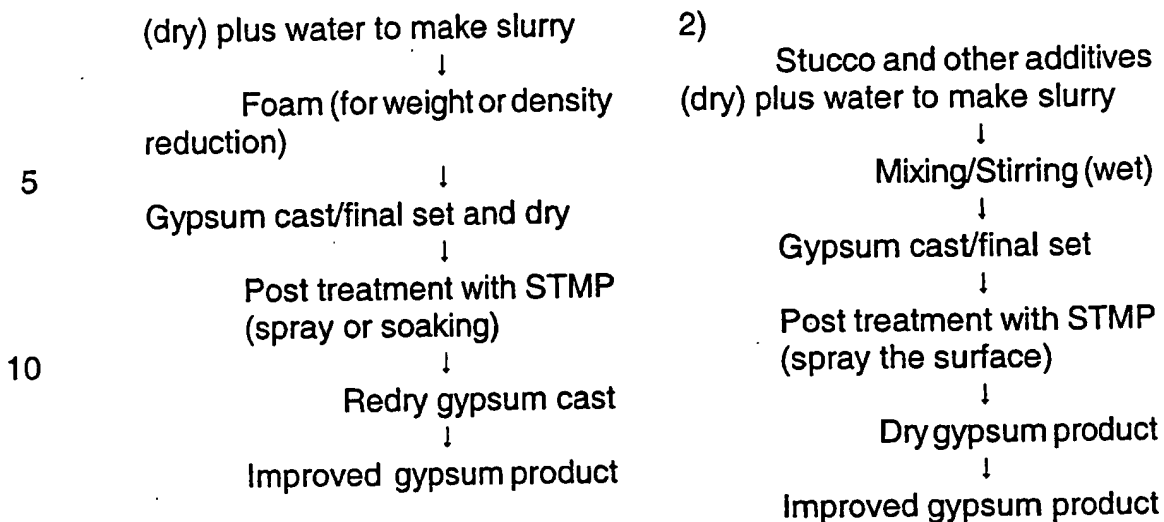 (dry) plus water to make slurry
↓
Foam (for weight or density
reduction)
↓
Gypsum cast/final set and dry
↓
Post treatment with STMP
(spray or soaking)
↓
Redry gypsum cast
↓
Improved gypsum product
2)
Stucco and other additives
(dry) plus water to make slurry
↓
Mixing/Stirring (wet)
↓
Gypsum cast/final set
↓
Post treatment with STMP
(spray the surface)
↓
Dry gypsum product
↓
Improved gypsum product
5
10